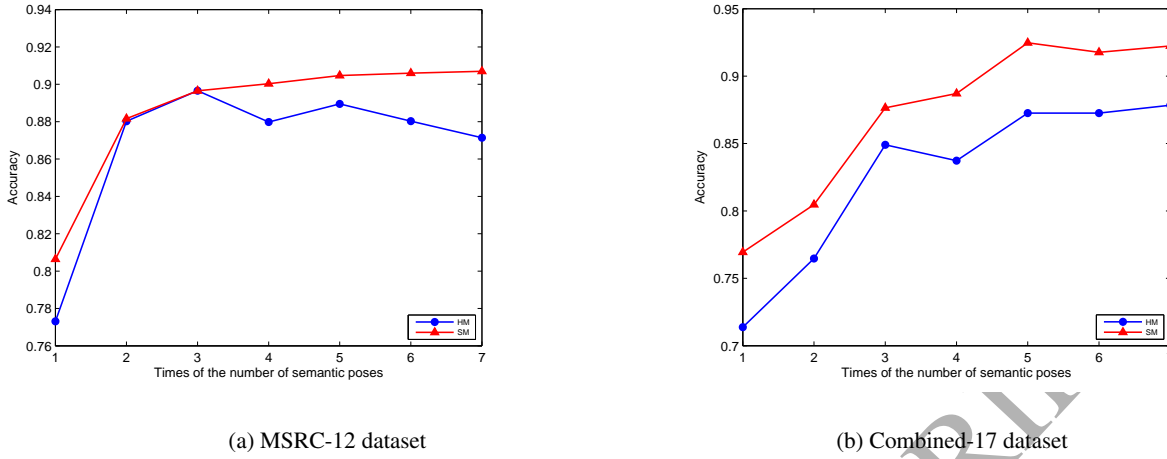 0.94
0.92
0.9
0.88
0.86
0.84
0.82
0.8
0.78
0.76
Accuracy
1 2 3 4 5 6 7
Times of the number of semantic poses
HM
SM
(a) MSRC-12 dataset
0.95
0.9
0.85
0.8
0.75
0.7
Accuracy
1 2 3 4 5 6
Times of the number of semantic poses
HM
SM
(b) Combined-17 dataset